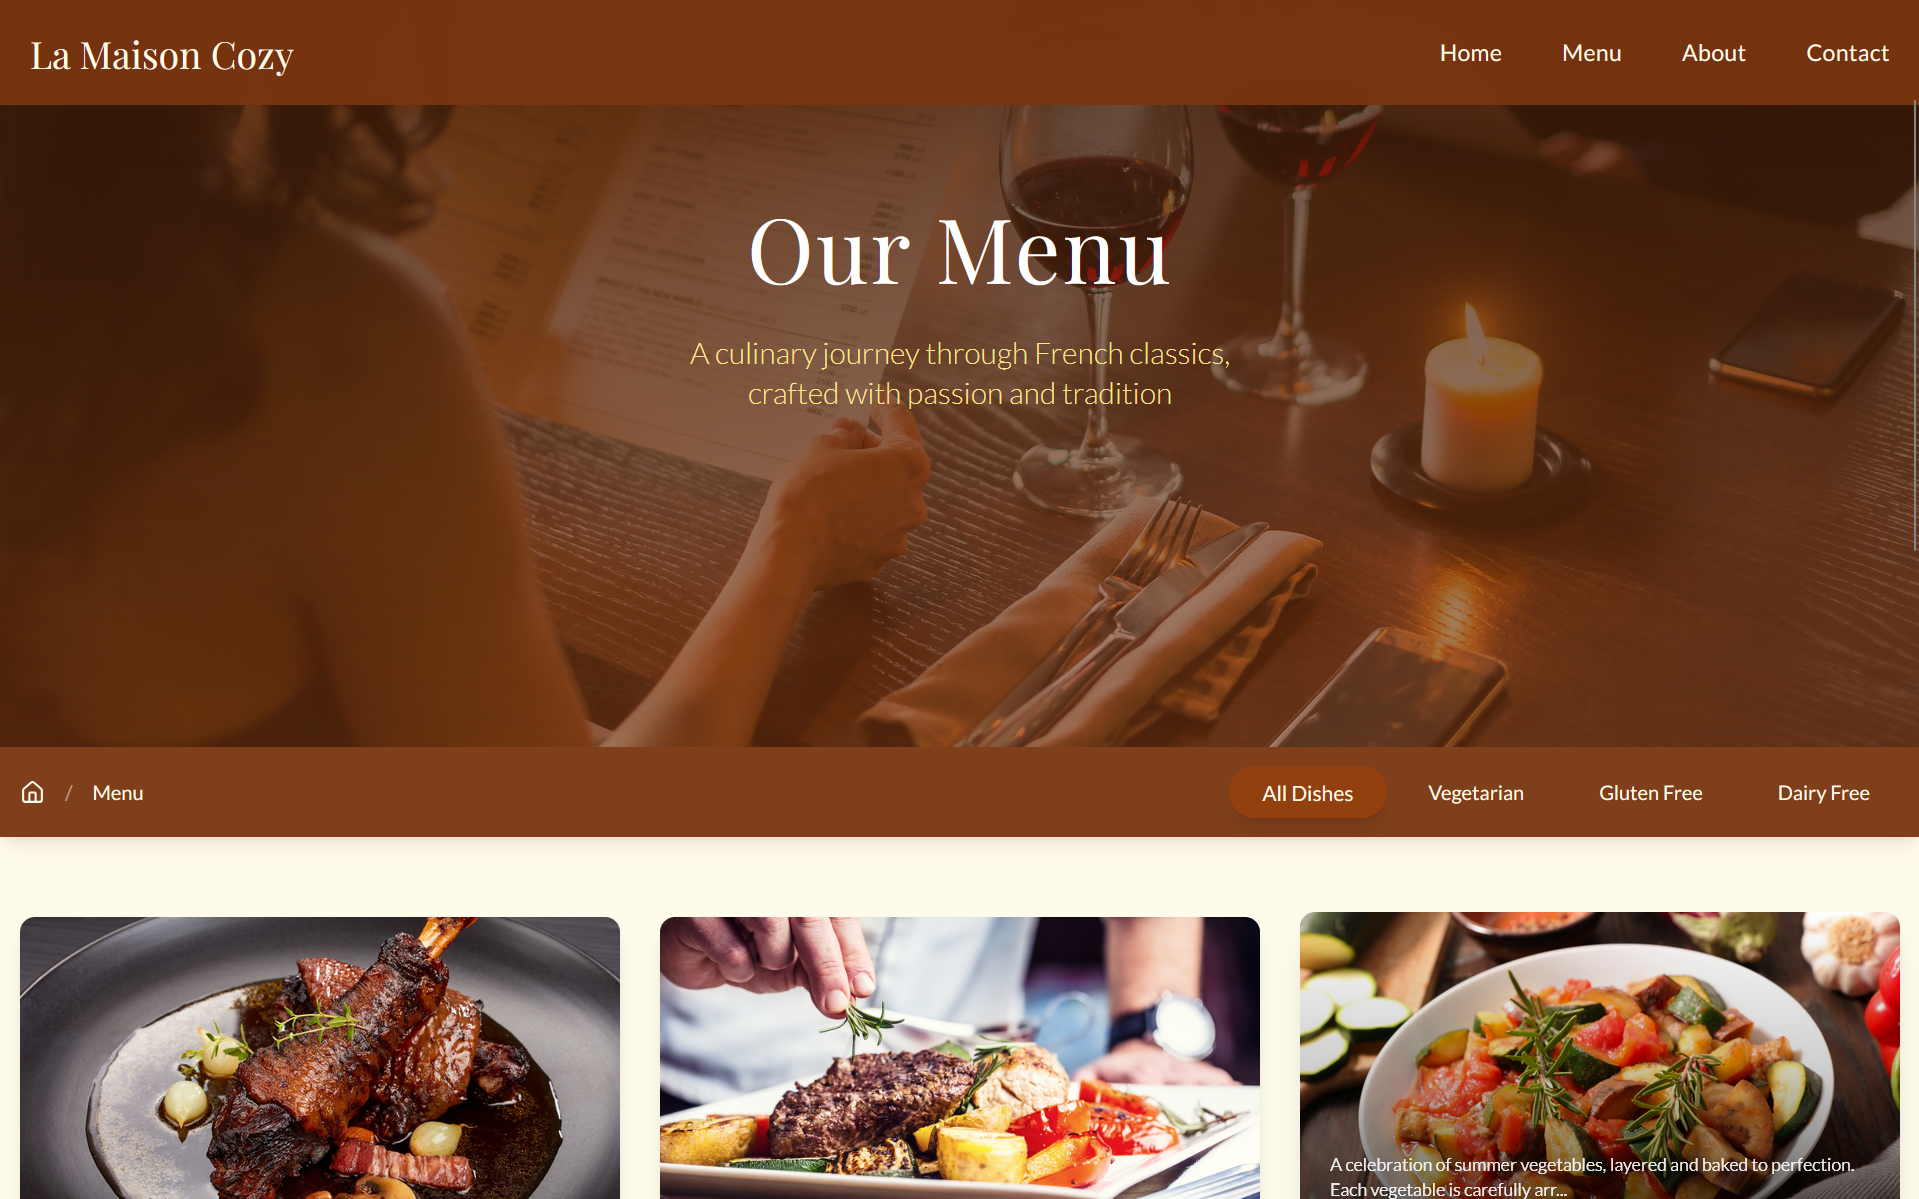 La Maison Cozy
Home Menu About Contact
Our Menu
A culinary journey through French classics,
crafted with passion and tradition
/ Menu
All Dishes Vegetarian Gluten Free Dairy Free
A celebration of summer vegetables, layered and baked to perfection.
Each vegetable is carefully arr...